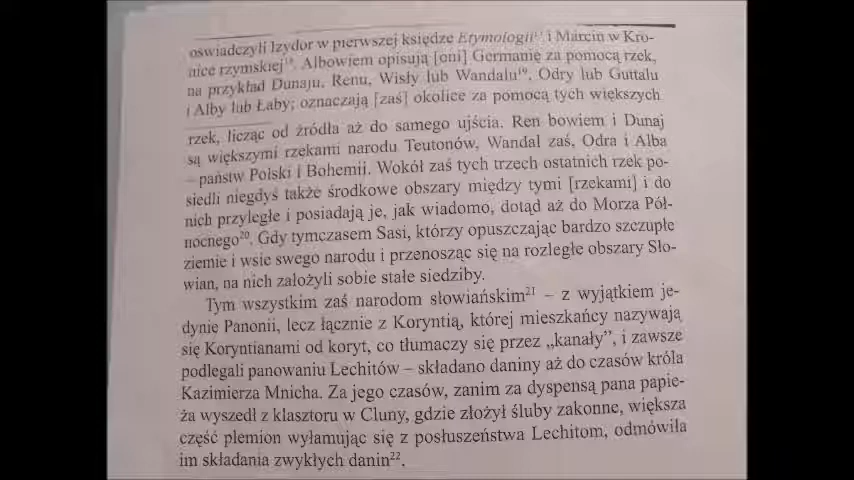 oświadczyli Izydor w pierwszej księdze Etymologii¹⁷ i Marcin w Kro-
nice rzymskiej¹⁸. Albowiem opisują [oni] Germanię za pomocą rzek,
na przykład Dunaju, Renu, Wisły lub Wandalu¹⁹, Odry lub Guttalu
i Alby lub Łaby; oznaczają [zaś] okolice za pomocą tych większych
rzek, licząc od źródła aż do samego ujścia. Ren bowiem i Dunaj
są większymi rzekami narodu Teutonów, Wandal zaś, Odra i Alba
– państw Polski i Bohemii. Wokół zaś tych trzech ostatnich rzek po-
siedli niegdyś także środkowe obszary między tymi [rzekami] i do
nich przyległe i posiadają je, jak wiadomo, dotąd aż do Morza Pół-
nocnego²⁰. Gdy tymczasem Sasi, którzy opuszczając bardzo szczupłe
ziemie i wsie swego narodu i przenosząc się na rozległe obszary Sło-
wian, na nich założyli sobie stałe siedziby.
Tym wszystkim zaś narodom słowiańskim²¹ – z wyjątkiem je-
dynie Panonii, lecz łącznie z Koryntią, której mieszkańcy nazywają
się Koryntianami od koryt, co tłumaczy się przez „kanały”, i zawsze
podlegali panowaniu Lechitów – składano daniny aż do czasów króla
Kazimierza Mnicha. Za jego czasów, zanim za dyspensą pana papie-
ża wyszedł z klasztoru w Cluny, gdzie złożył śluby zakonne, większa
część plemion wyłamując się z posłuszeństwa Lechitom, odmówiła
im składania zwykłych danin²².